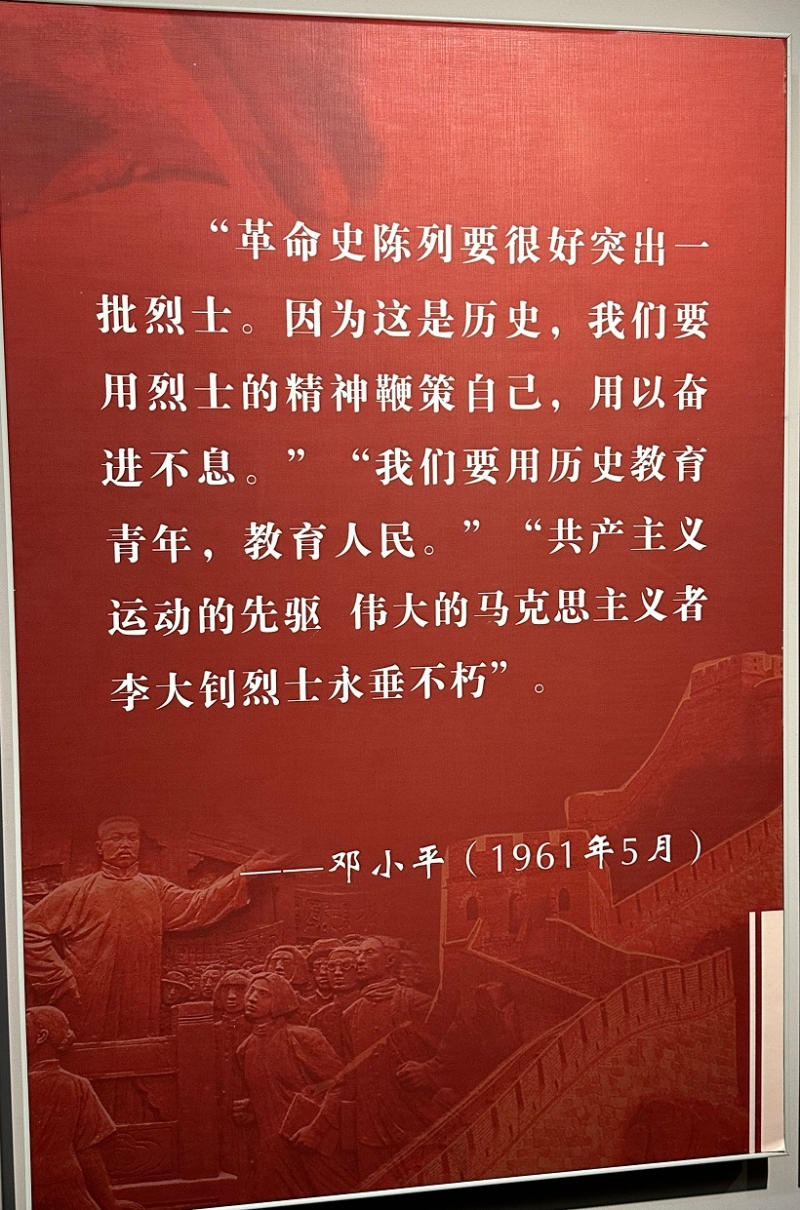 “革命史陈列要很好突出一
批烈士。因为这是历史，我们要
用烈士的精神鞭策自己，用以奋
进不息。”“我们要用历史教育
青年，教育人民。”“共产主义
运动的先驱 伟大的马克思主义者
李大钊烈士永垂不朽”。
——邓小平（1961年5月）